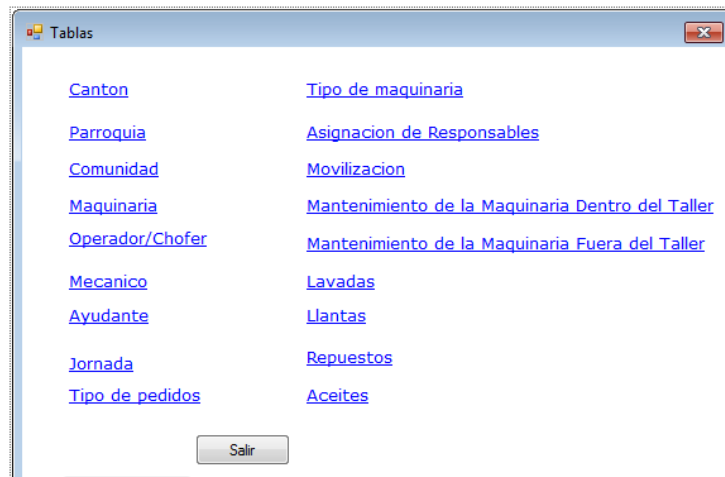 Tablas
Canton
Tipo de maquinaria
Parroquia
Asignacion de Responsables
Comunidad
Movilizacion
Maquinaria
Mantenimiento de la Maquinaria Dentro del Taller
Operador/Chofer
Mantenimiento de la Maquinaria Fuera del Taller
Mecanico
Lavadas
Ayudante
Llantas
Jornada
Repuestos
Tipo de pedidos
Aceites
Salir